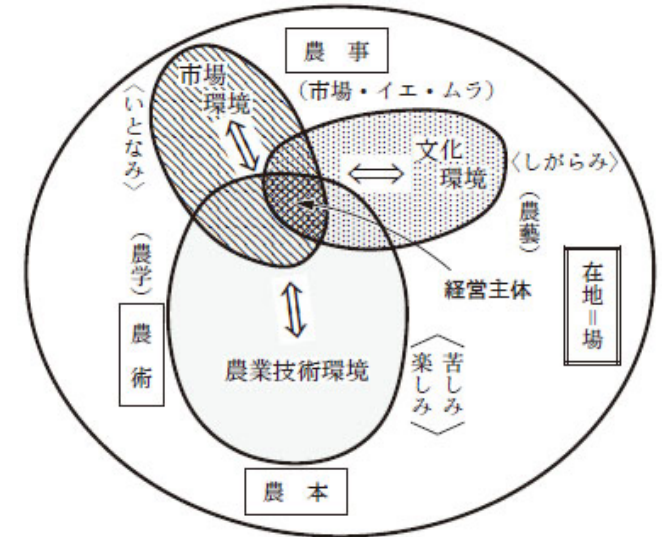 農 事
（市場・イエ・ムラ）
市場
環境
〈いとなみ〉
文化
環境
〈しがらみ〉
（農藝）
経営主体
在地＝場
（農学）
農 術
農業技術環境
〈苦しみ
楽しみ〉
農 本